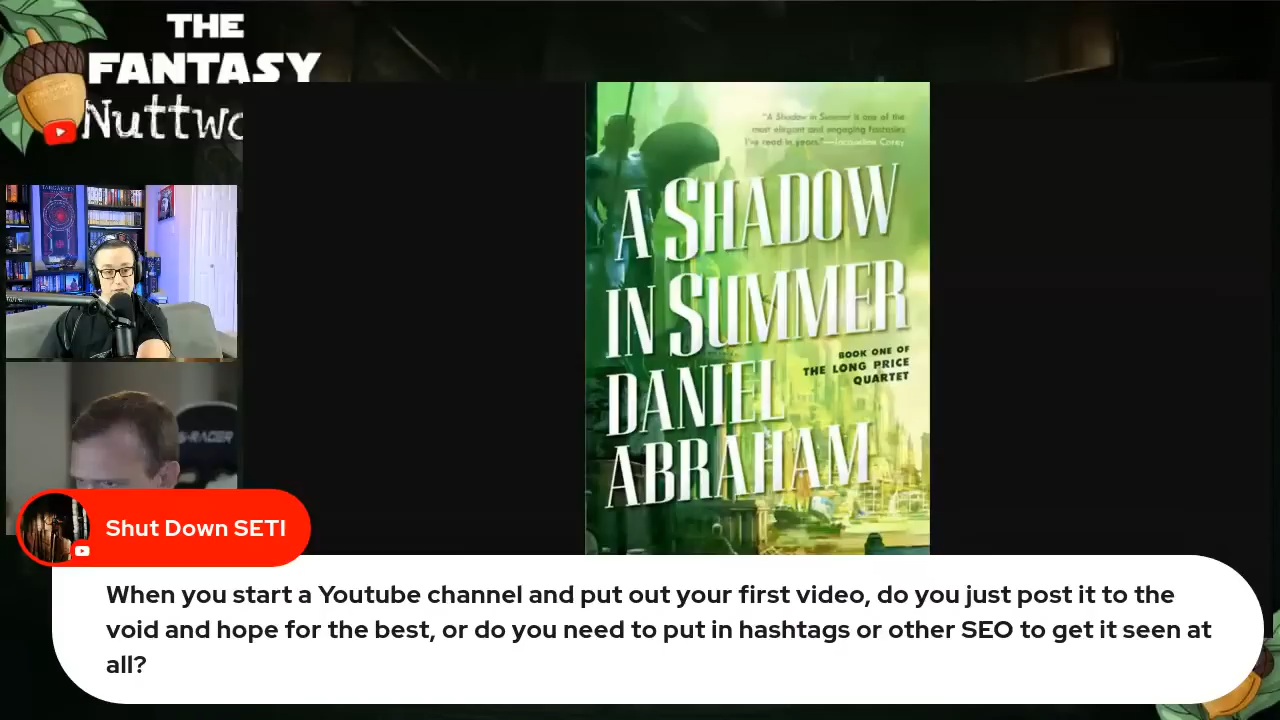 THE
FANTASY
Nuttwo
"A Shadow in Summer is one of the
most elegant and engaging fantasies
I've read in years."—Jacqueline Carey
A SHADOW
IN SUMMER
BOOK ONE OF
THE LONG PRICE
QUARTET
DANIEL
ABRAHAM
Shut Down SETI
When you start a Youtube channel and put out your first video, do you just post it to the
void and hope for the best, or do you need to put in hashtags or other SEO to get it seen at
all?